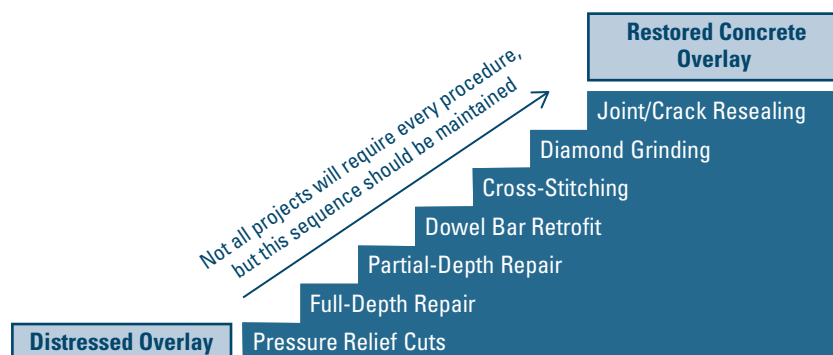 Restored Concrete
Overlay
Not all projects will require every procedure,
but this sequence should be maintained
Joint/Crack Resealing
Diamond Grinding
Cross-Stitching
Dowel Bar Retrofit
Partial-Depth Repair
Full-Depth Repair
Distressed Overlay
Pressure Relief Cuts